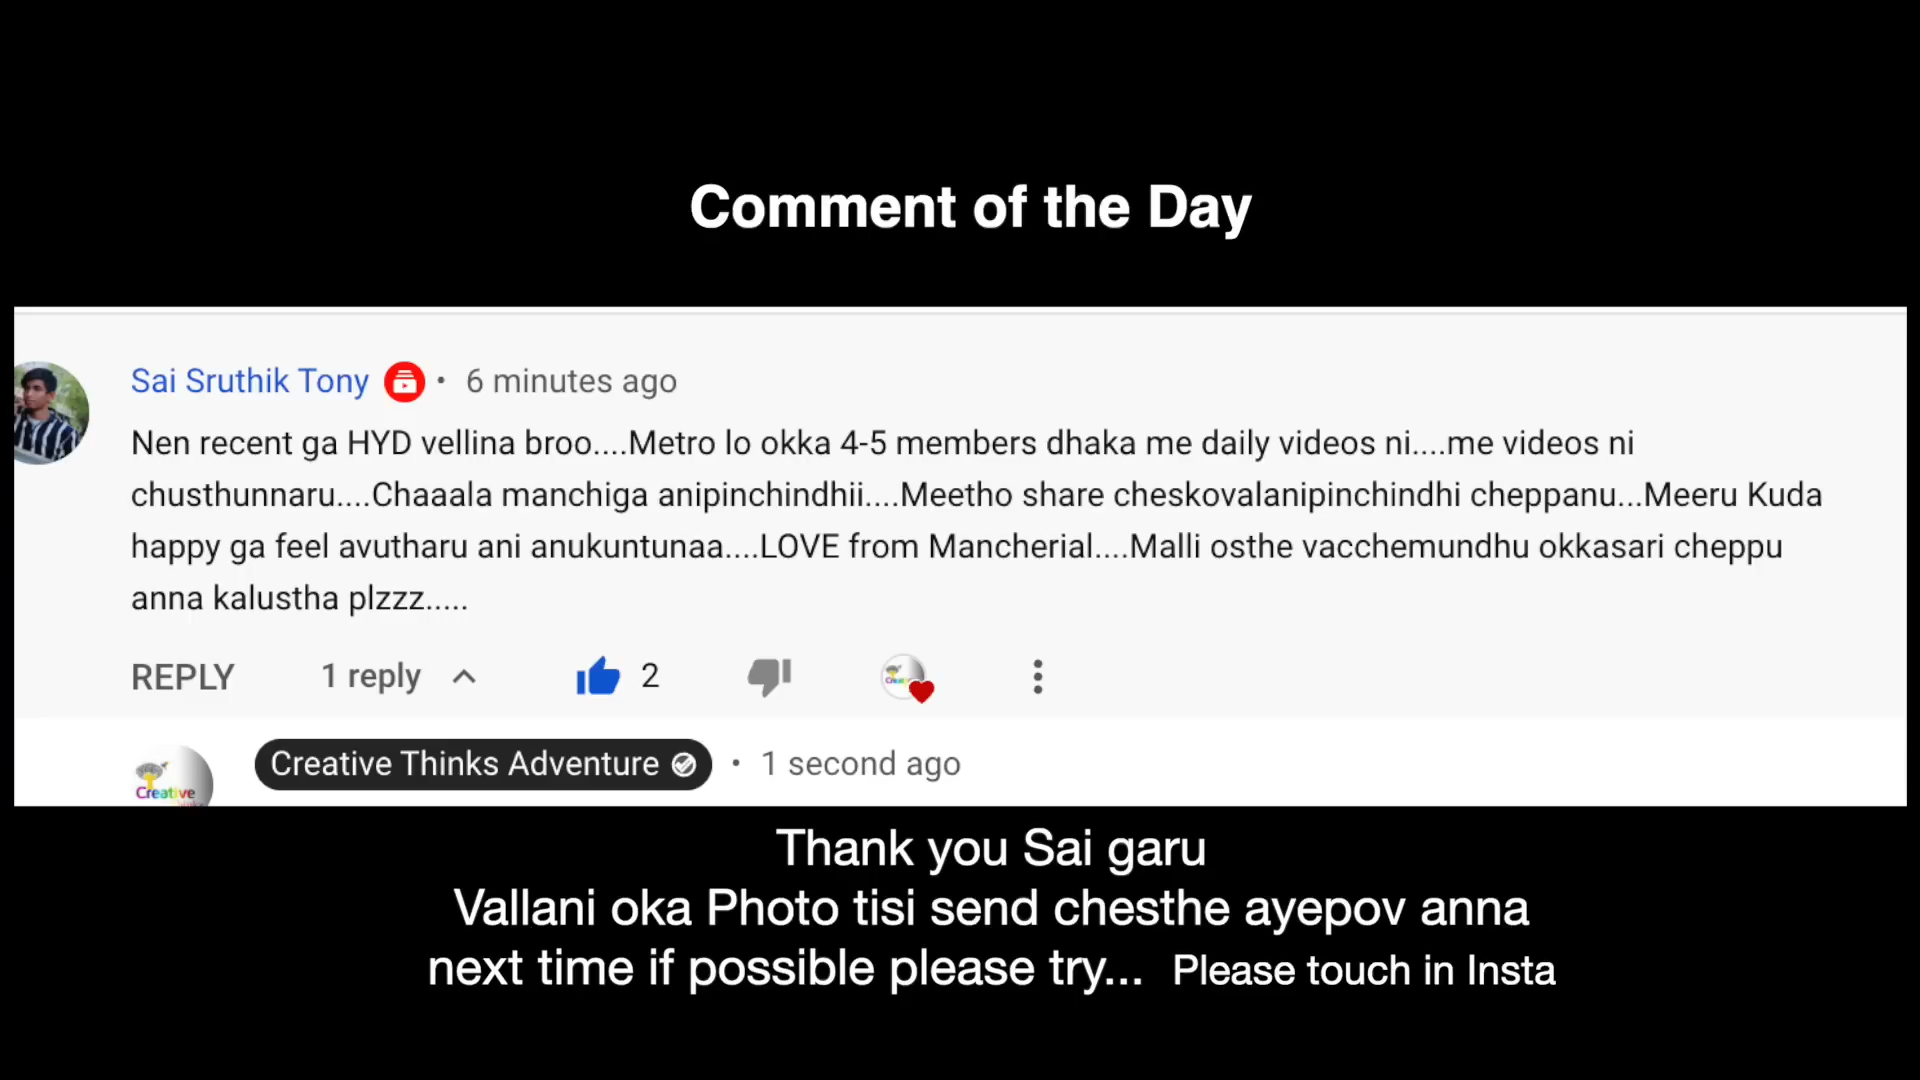 Comment of the Day
Sai Sruthik Tony • 6 minutes ago
Nen recent ga HYD vellina broo....Metro lo okka 4-5 members dhaka me daily videos ni....me videos ni
chusthunnaru....Chaaala manchiga anipinchindhii....Meetho share cheskovalanipinchindhi cheppanu...Meeru Kuda
happy ga feel avutharu ani anukuntunaa....LOVE from Mancherial....Malli osthe vacchemundhu okkasari cheppu
anna kalustha plzzz.....
REPLY 1 reply 2
Creative Thinks Adventure • 1 second ago
Creative
Thank you Sai garu
Vallani oka Photo tisi send chesthe ayepov anna
next time if possible please try... Please touch in Insta